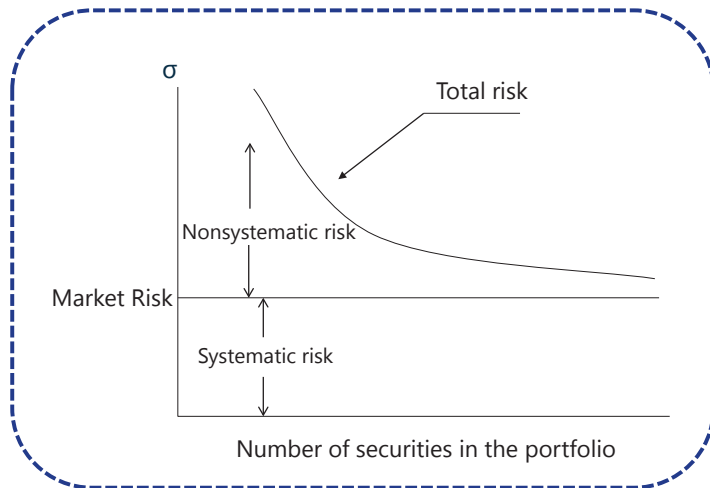 σ
Total risk
Nonsystematic risk
Market Risk
Systematic risk
Number of securities in the portfolio